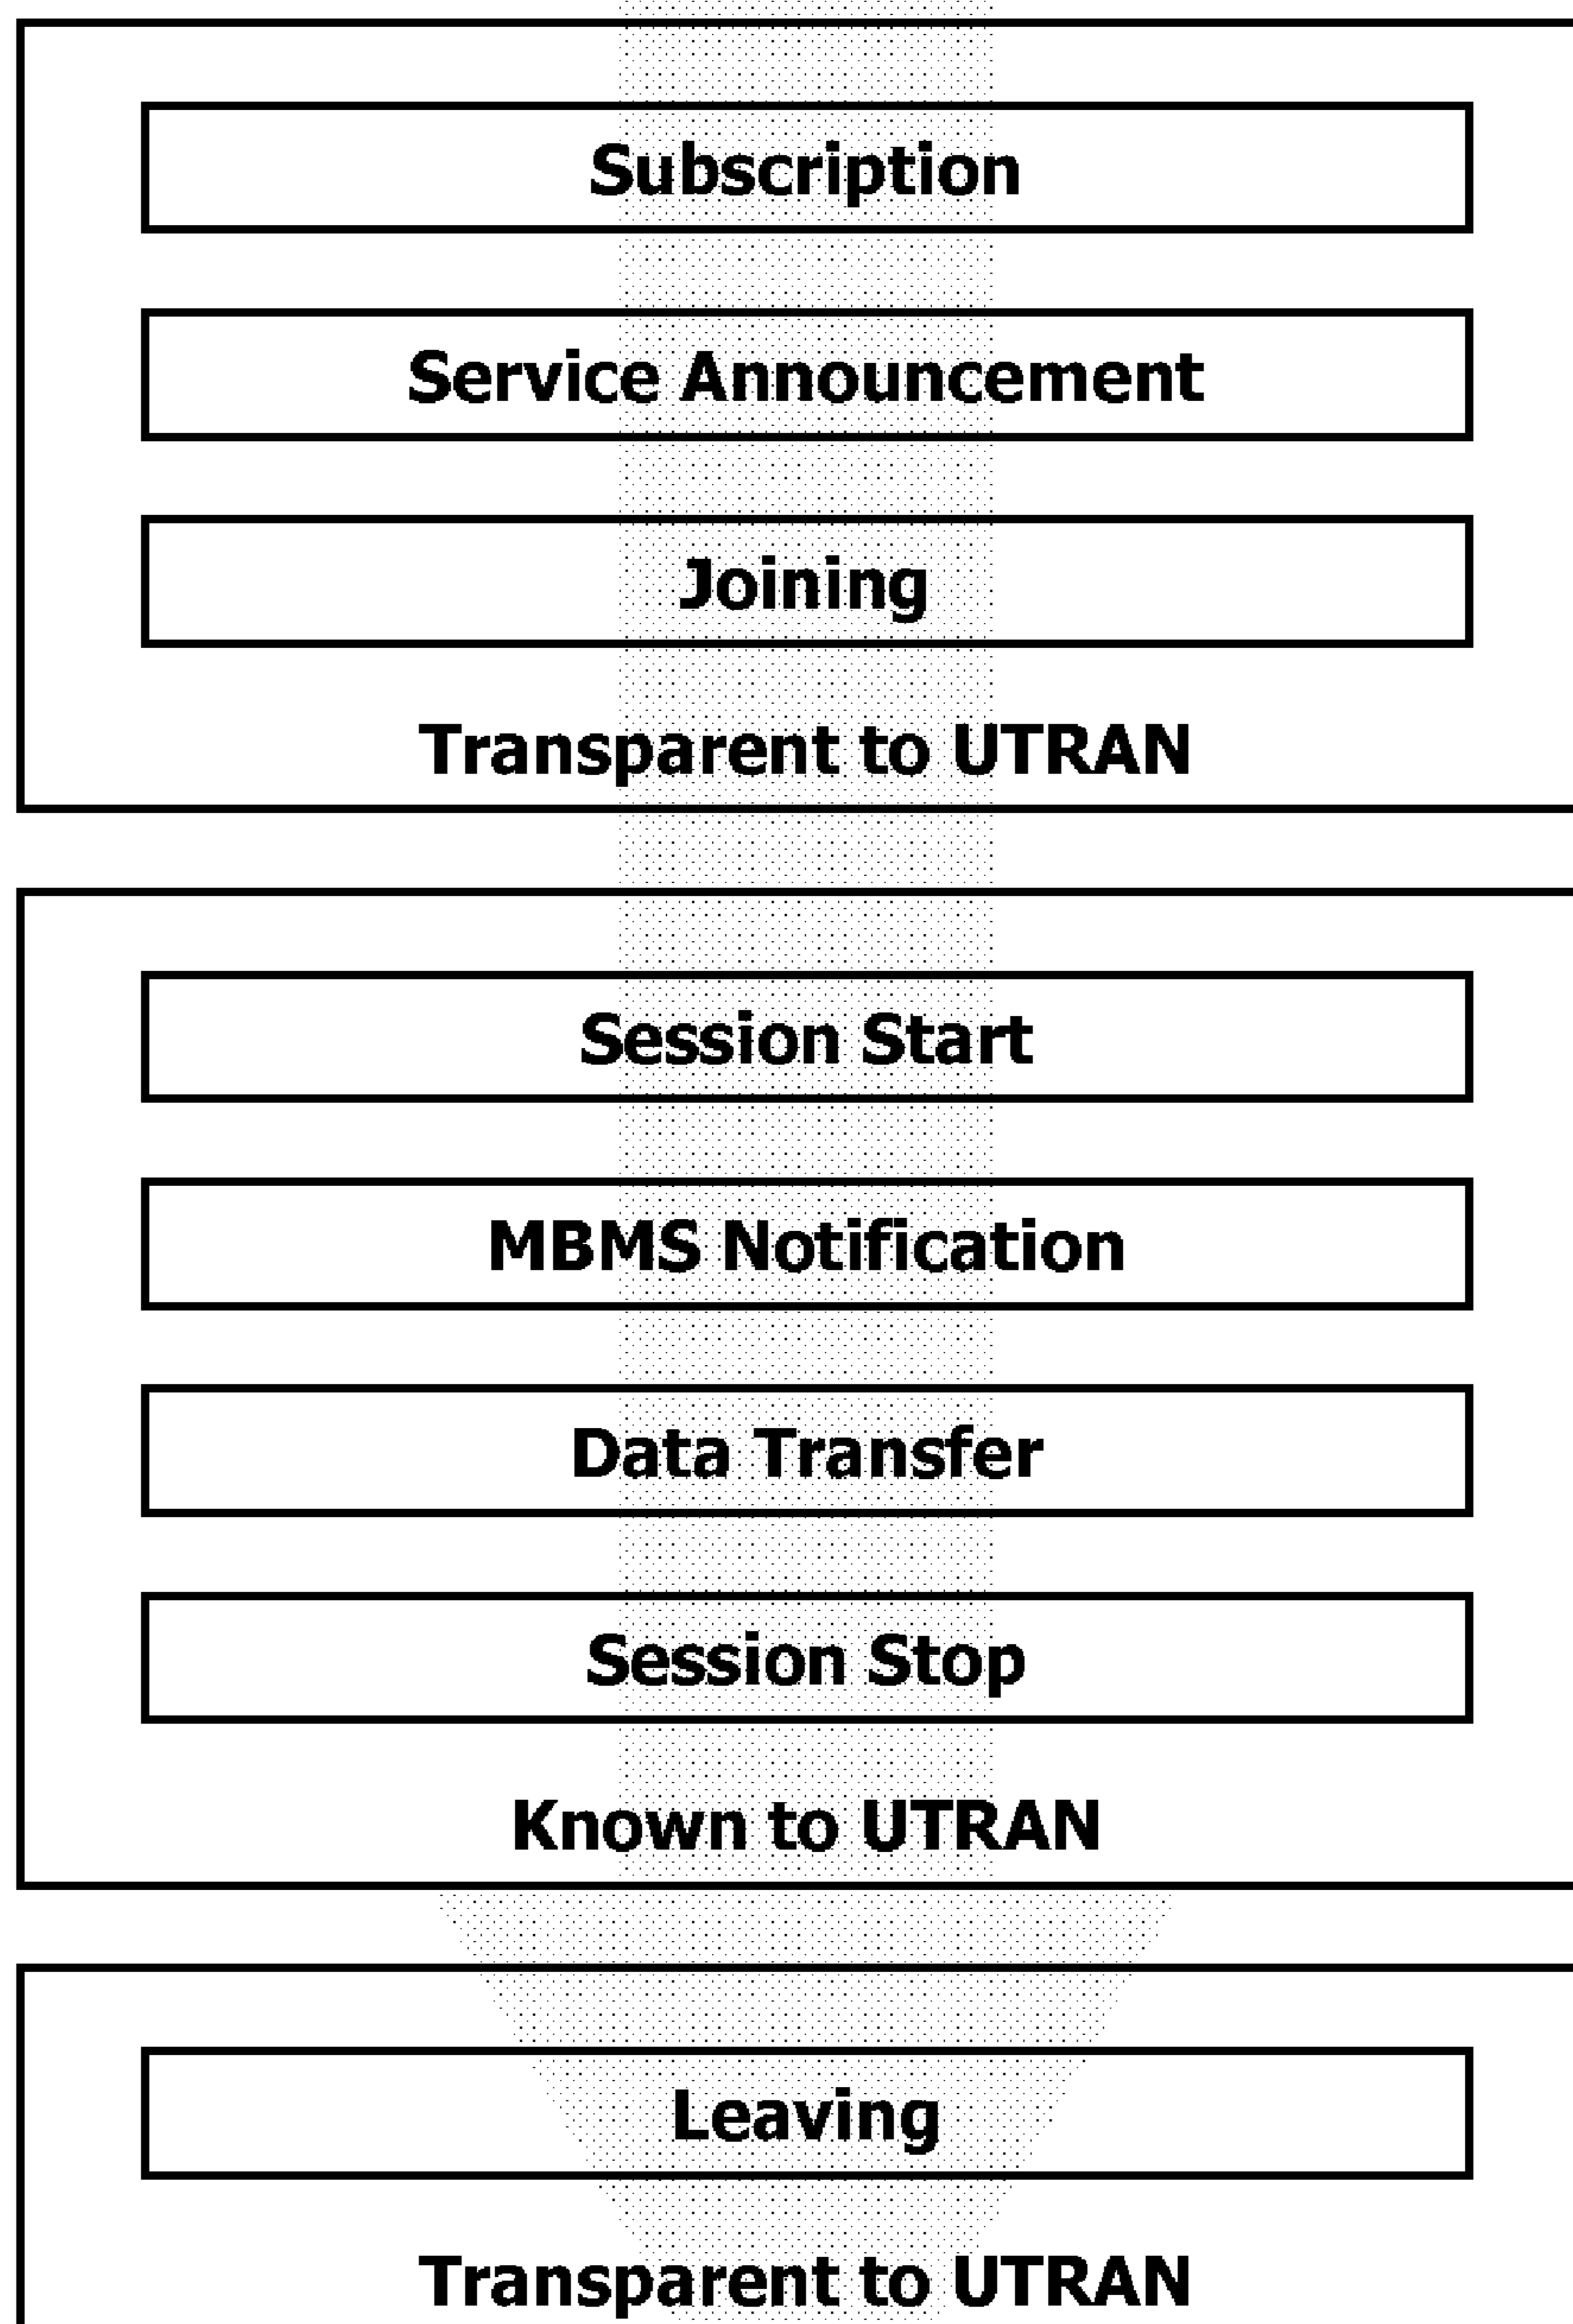 Subscription
Service Announcement
Joining
Transparent to UTRAN
Session Start
MBMS Notification
Data Transfer
Session Stop
Known to UTRAN
Leaving
Transparent to UTRAN